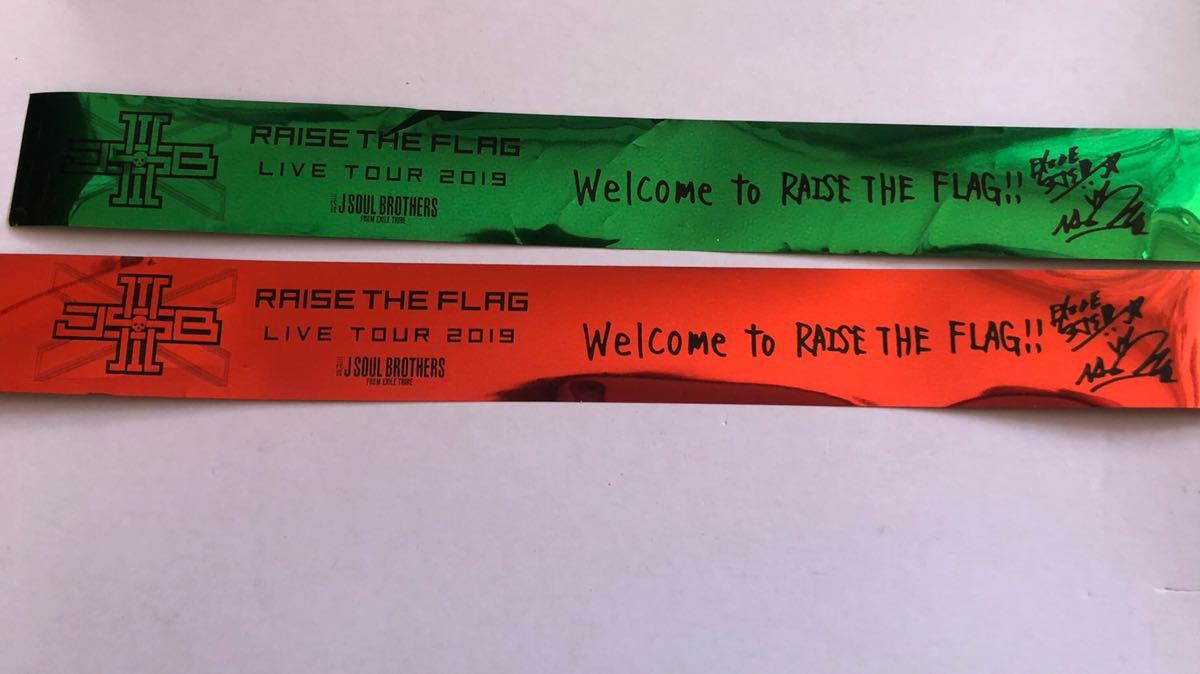 RAISE THE FLAG
LIVE TOUR 2019
J SOUL BROTHERS
FROM EXILE TRIBE
Welcome to RAISE THE FLAG!!
RAISE THE FLAG
LIVE TOUR 2019
J SOUL BROTHERS
FROM EXILE TRIBE
Welcome to RAISE THE FLAG!!